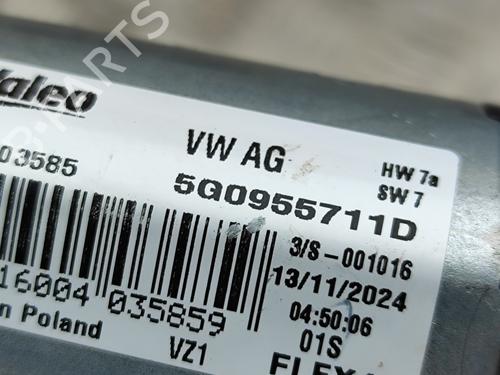 PARTS
Valeo
VW AG
HW 7a
03585
5G0955711D
SW 7
3/S-001016
13/11/2024
16004 035859
04:50:06
n Poland
VZ1
01S